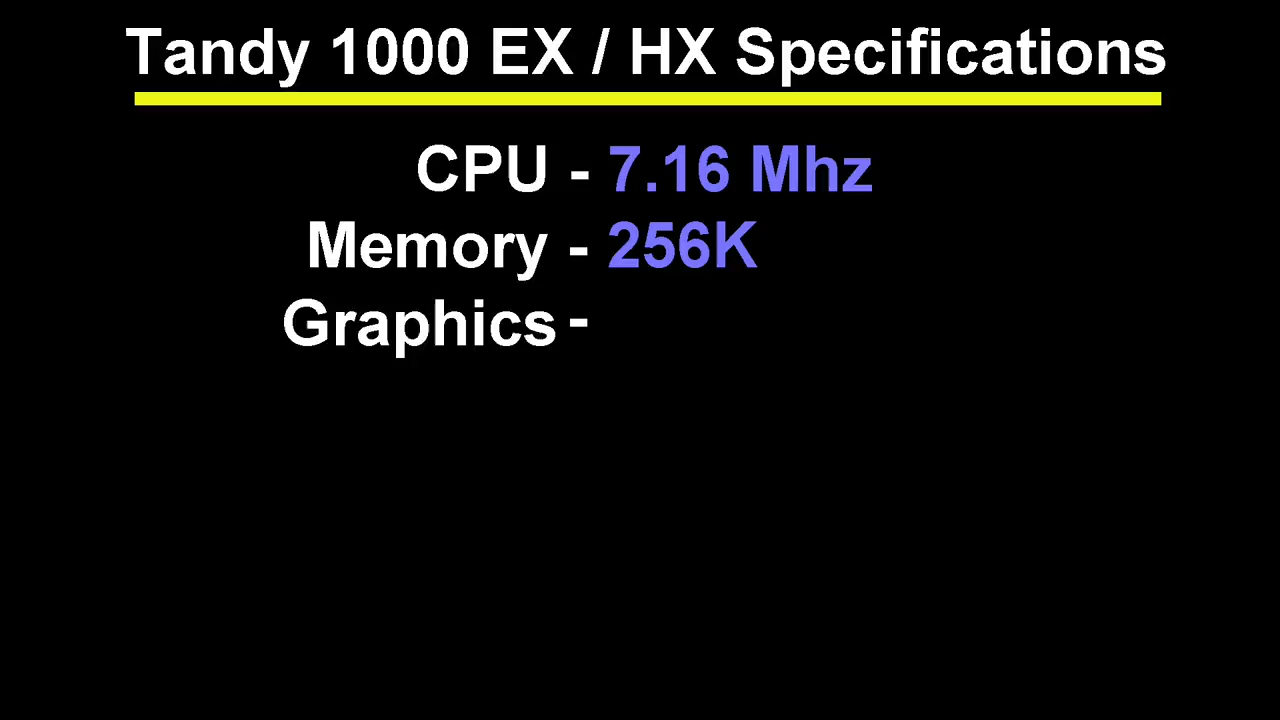 Tandy 1000 EX / HX Specifications
CPU - 7.16 Mhz
Memory - 256K
Graphics -